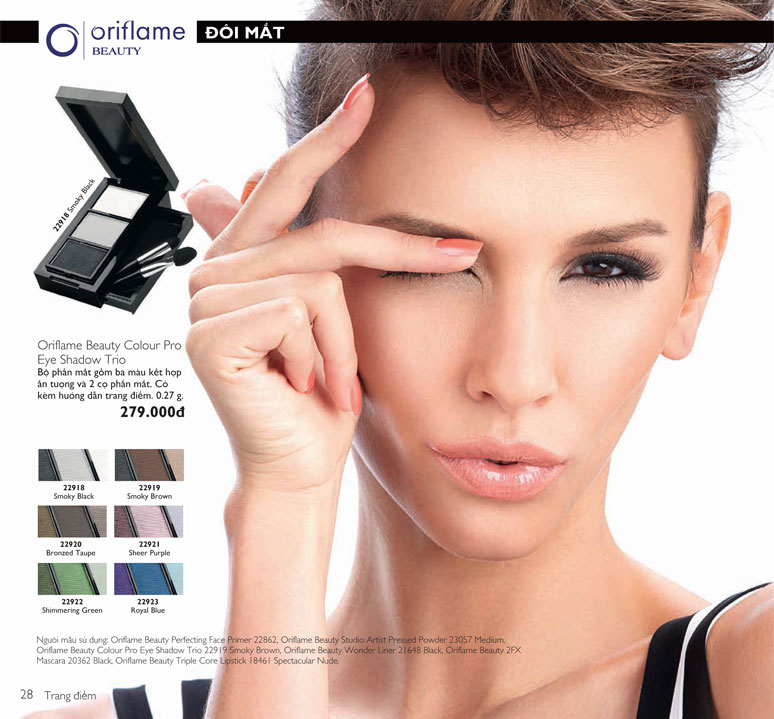 oriflame
BEAUTY
ĐÔI MẮT
22918 Smoky Black
Oriflame Beauty Colour Pro
Eye Shadow Trio
Bộ phấn mắt gồm ba màu kết hợp
ấn tượng và 2 cọ phấn mắt. Có
kèm hướng dẫn trang điểm. 0.27 g.
279.000đ
22918
Smoky Black
22919
Smoky Brown
22920
Bronzed Taupe
22921
Sheer Purple
22922
Shimmering Green
22923
Royal Blue
Người mẫu sử dụng: Oriflame Beauty Perfecting Face Primer 22862, Oriflame Beauty Studio Artist Pressed Powder 23057 Medium,
Oriflame Beauty Colour Pro Eye Shadow Trio 22919 Smoky Brown, Oriflame Beauty Wonder Liner 21648 Black, Oriflame Beauty 2FX
Mascara 20362 Black, Oriflame Beauty Triple Core Lipstick 18461 Spectacular Nude.
28 Trang điểm